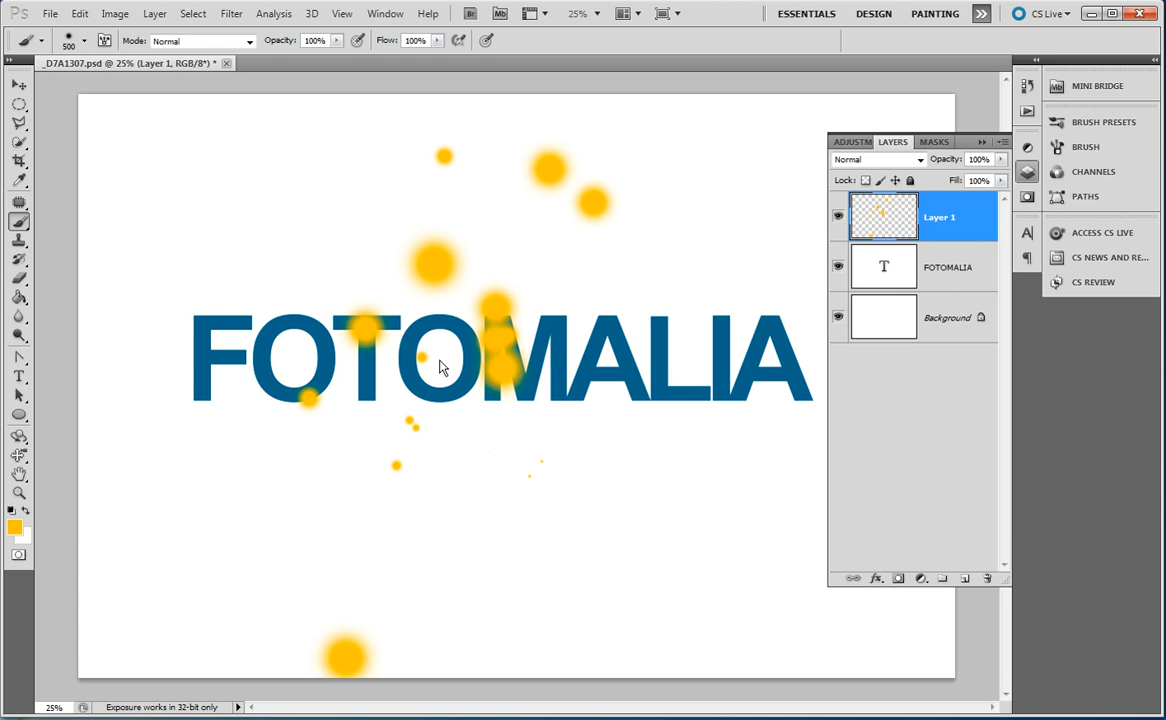 Ps File Edit Image Layer Select Filter Analysis 3D View Window Help Br Mb 25% ESSENTIALS DESIGN PAINTING CS Live
500 Mode: Normal Opacity: 100% Flow: 100%
_D7A1307.psd @ 25% (Layer 1, RGB/8*) *
FOTOMALIA
ADJUSTM LAYERS MASKS
Normal Opacity: 100%
Lock: Fill: 100%
Layer 1
T FOTOMALIA
Background
Mb MINI BRIDGE
BRUSH PRESETS
BRUSH
CHANNELS
PATHS
A ACCESS CS LIVE
CS NEWS AND RE...
CS REVIEW
T
fx
25% Exposure works in 32-bit only